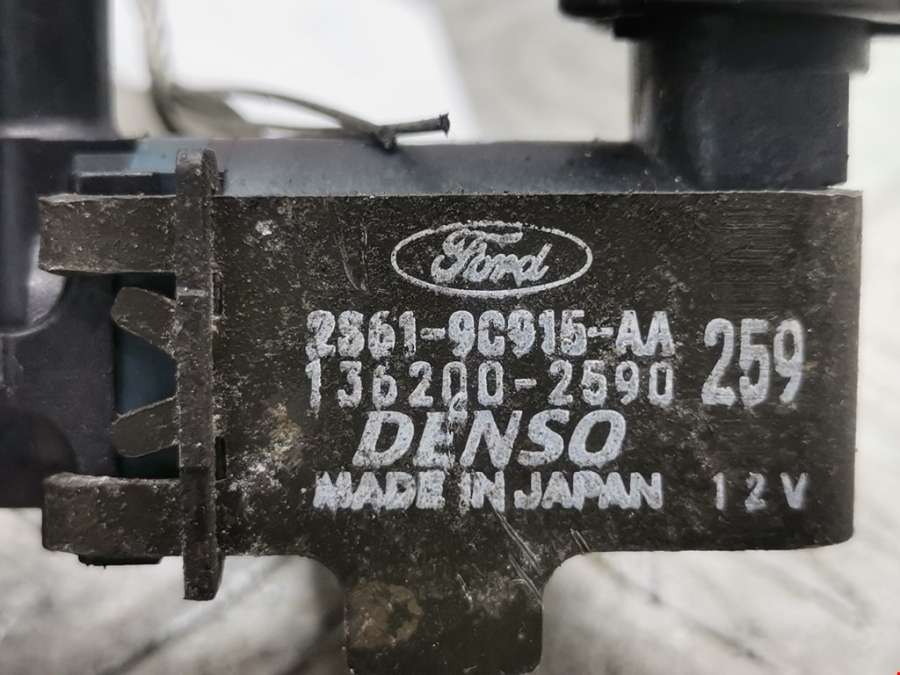 Ford
2S61-9C915-AA
136200-2590
259
DENSO
MADE IN JAPAN
12V